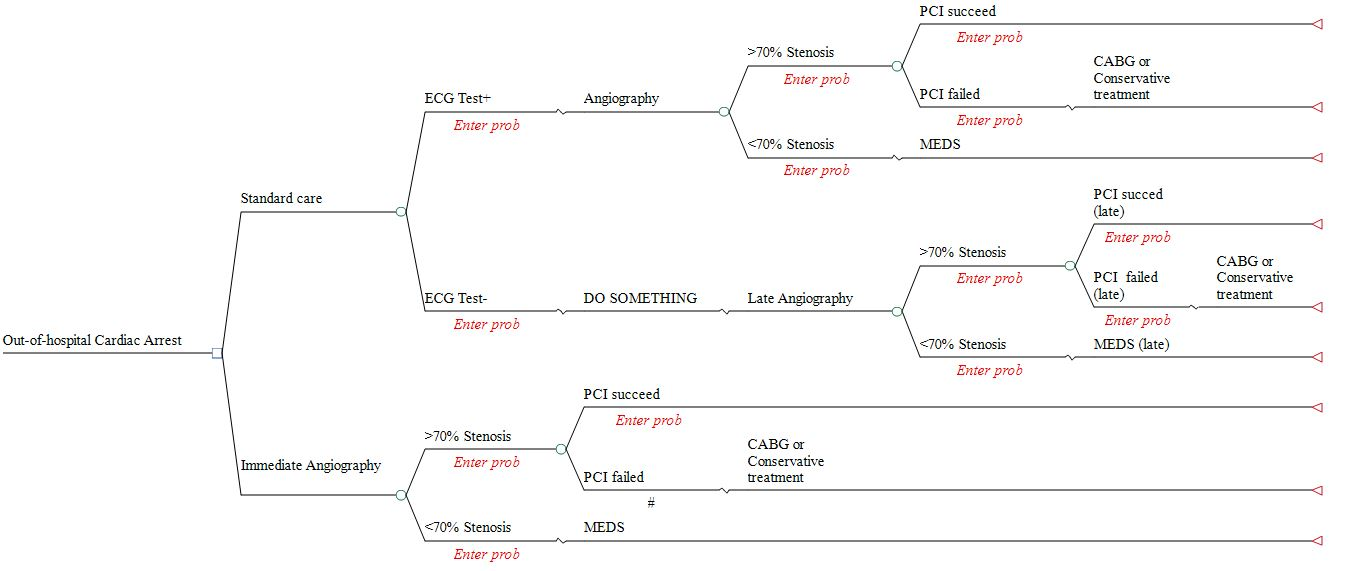 PCI succeed
Enter prob
>70% Stenosis
Enter prob
CABG or
Conservative
treatment
PCI failed
Enter prob
ECG Test+
Enter prob
Angiography
<70% Stenosis
Enter prob
MEDS
Standard care
PCI succed
(late)
Enter prob
>70% Stenosis
Enter prob
CABG or
Conservative
treatment
PCI  failed
(late)
Enter prob
ECG Test-
Enter prob
DO SOMETHING
Late Angiography
<70% Stenosis
Enter prob
MEDS (late)
Out-of-hospital Cardiac Arrest
PCI succeed
Enter prob
>70% Stenosis
Enter prob
CABG or
Conservative
treatment
PCI failed
#
Immediate Angiography
<70% Stenosis
Enter prob
MEDS